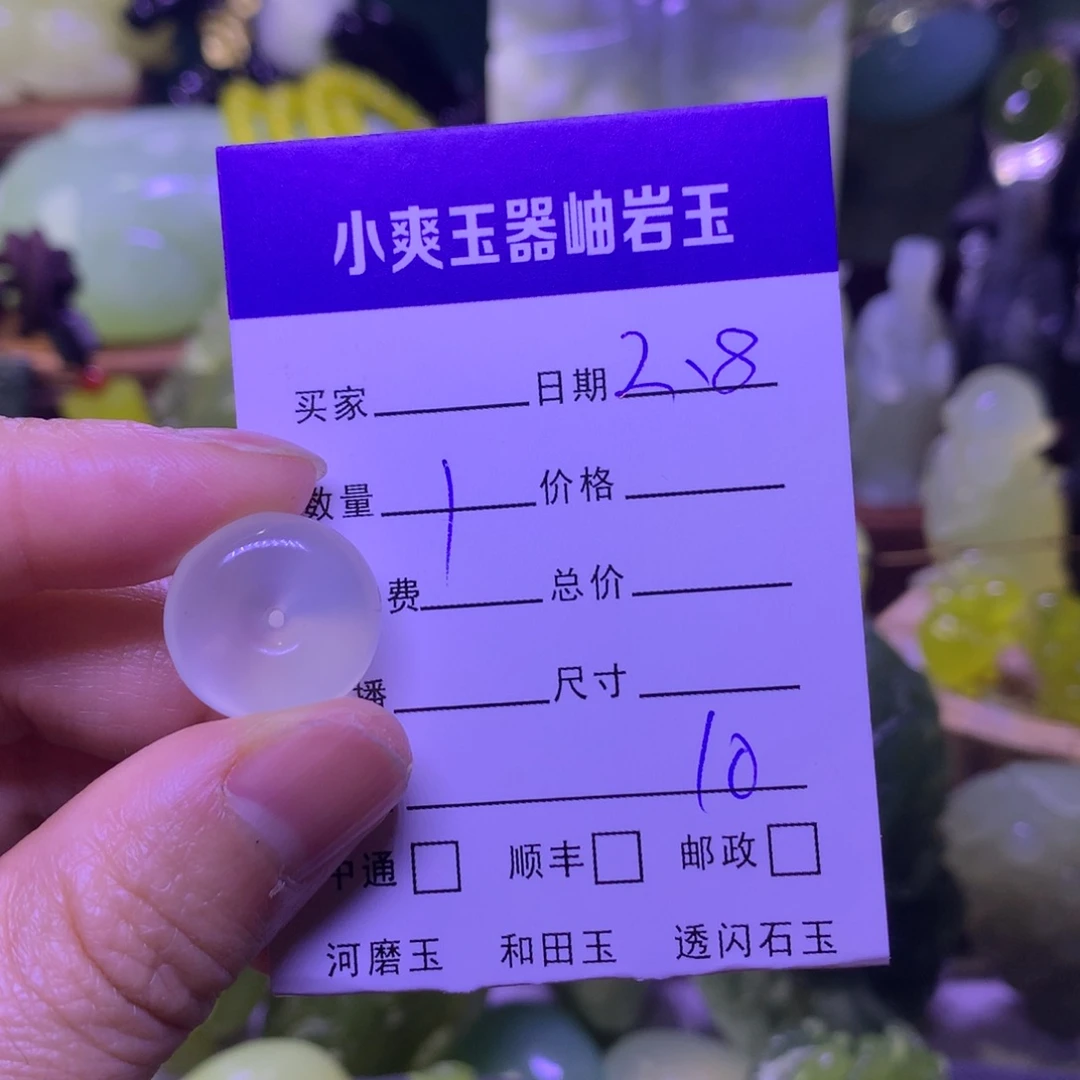 小爽玉器岫岩玉
买家 日期 2、8
数量 1 价格
费 总价
播 尺寸
10
中通 □ 顺丰 □ 邮政 □
河磨玉 和田玉 透闪石玉